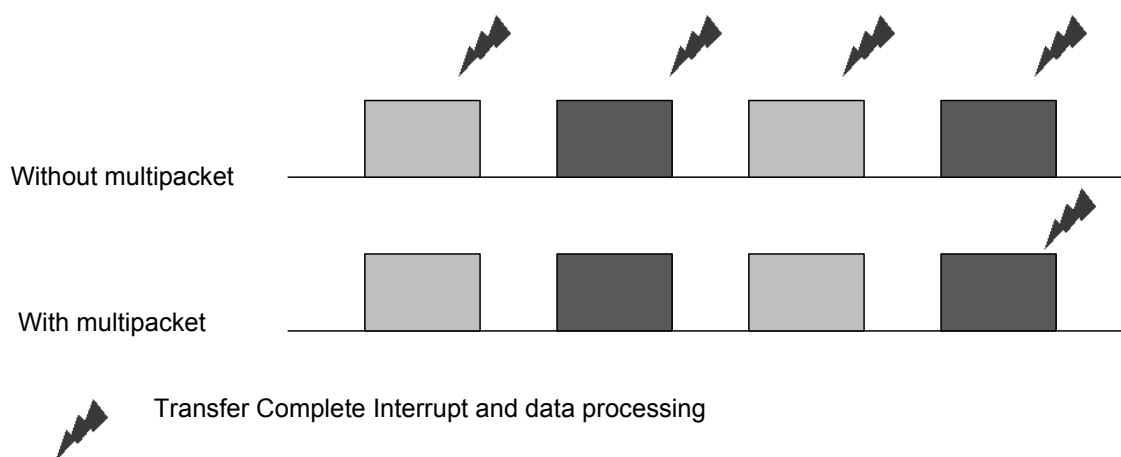 Without multipacket
With multipacket
Transfer Complete Interrupt and data processing